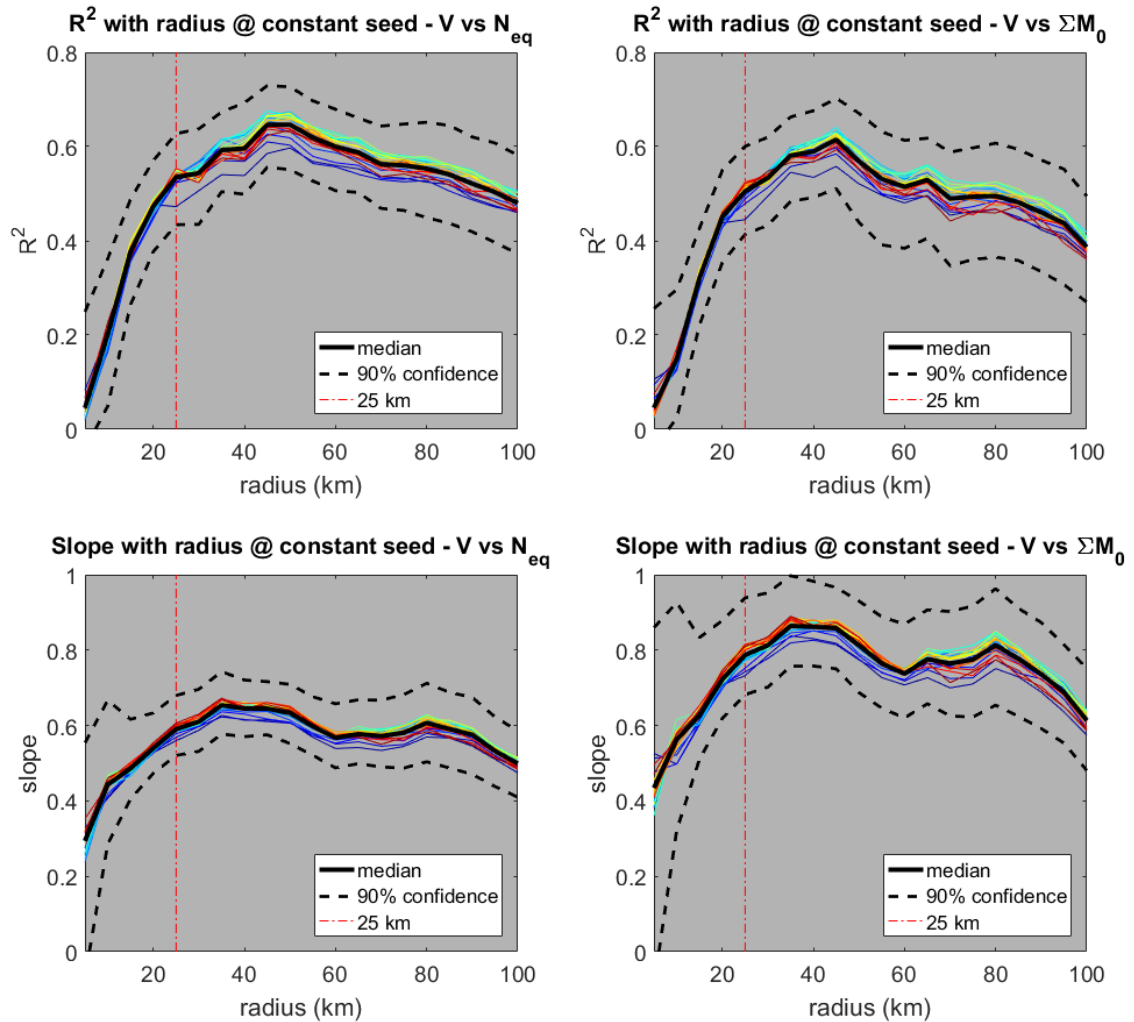 R² with radius @ constant seed - V vs N_eq
0.8
0.6
0.4
0.2
0
R²
20 40 60 80 100
radius (km)
median
90% confidence
25 km
R² with radius @ constant seed - V vs ΣM₀
0.8
0.6
0.4
0.2
0
R²
20 40 60 80 100
radius (km)
median
90% confidence
25 km
Slope with radius @ constant seed - V vs N_eq
1
0.8
0.6
0.4
0.2
0
slope
20 40 60 80 100
radius (km)
median
90% confidence
25 km
Slope with radius @ constant seed - V vs ΣM₀
1
0.8
0.6
0.4
0.2
0
slope
20 40 60 80 100
radius (km)
median
90% confidence
25 km